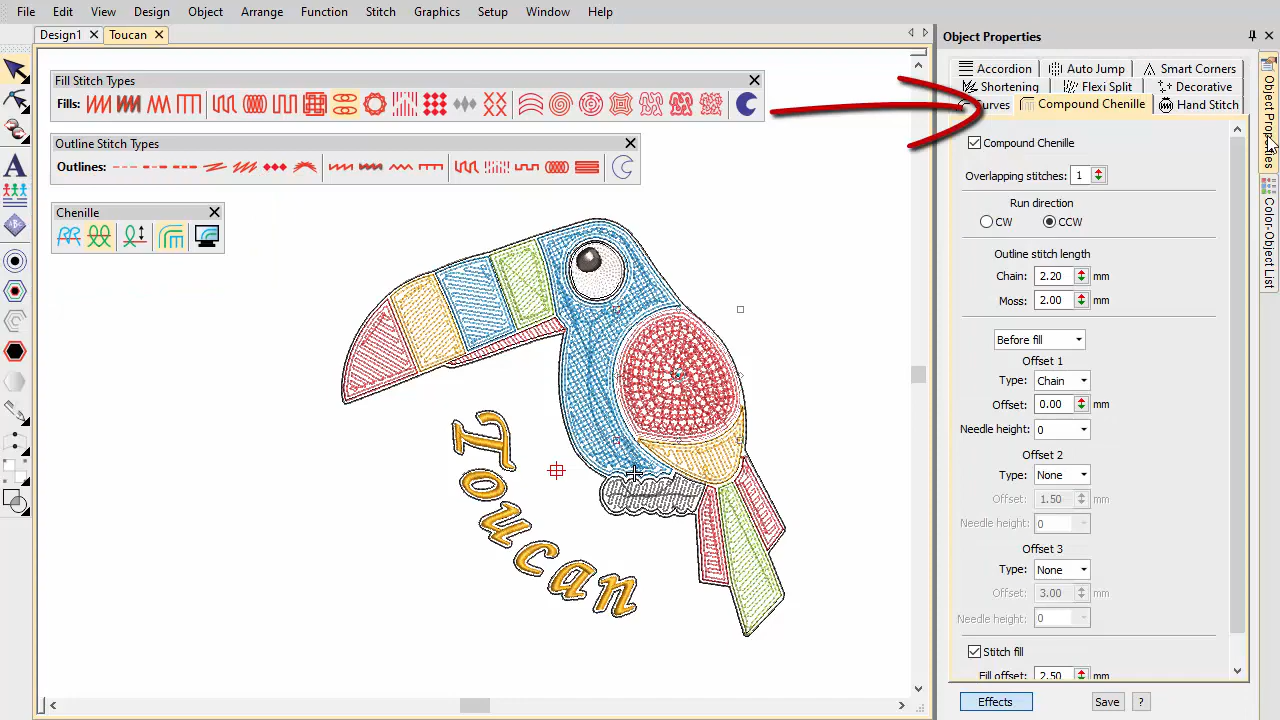 File Edit View Design Object Arrange Function Stitch Graphics Setup Window Help
Design1 Toucan
Object Properties
Fill Stitch Types
Fills:
Outline Stitch Types
Outlines:
Chenille
Toucan
Accordion Auto Jump Smart Corners
Shortening Flexi Split Decorative
urves Compound Chenille Hand Stitch
Compound Chenille
Overlapping stitches: 1
Run direction
CW CCW
Outline stitch length
Chain: 2.20 mm
Moss: 2.00 mm
Before fill
Offset 1
Type: Chain
Offset: 0.00 mm
Needle height: 0
Offset 2
Type: None
Offset: 1.50 mm
Needle height: 0
Offset 3
Type: None
Offset: 3.00 mm
Needle height: 0
Stitch fill
Fill offset: 2.50 mm
Effects Save ?
Object Properties
Color-Object List